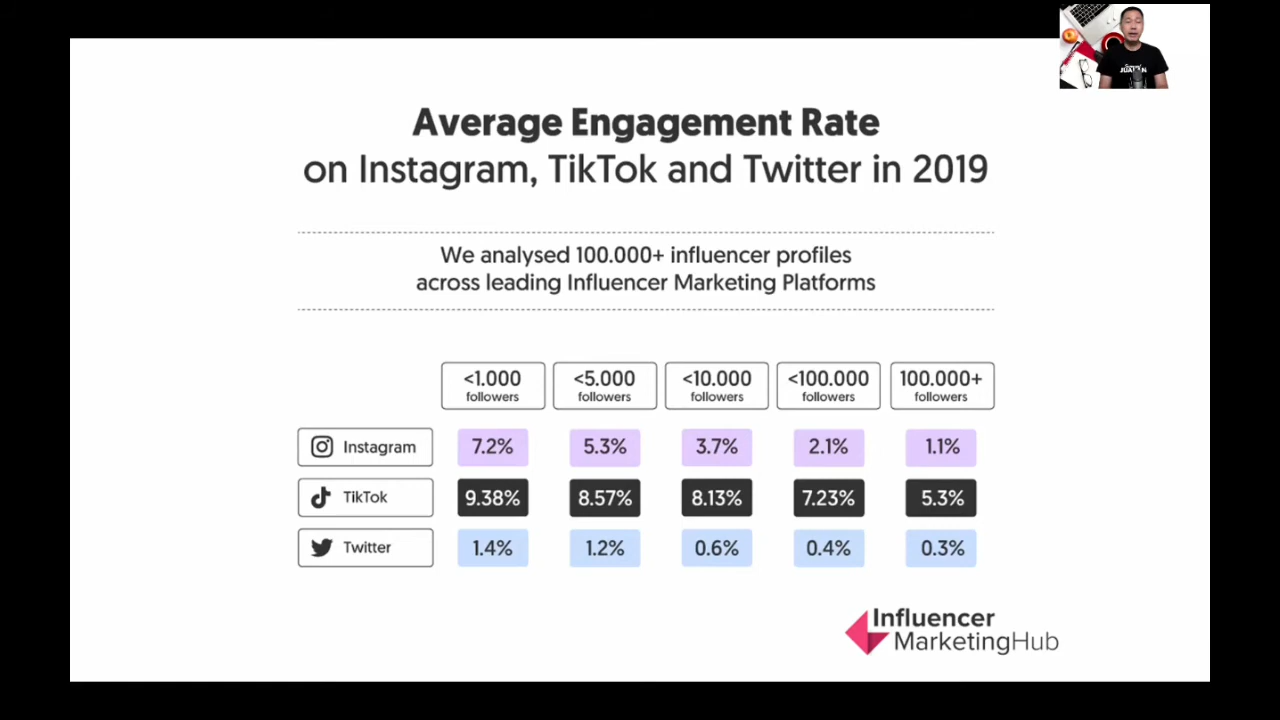 Average Engagement Rate
on Instagram, TikTok and Twitter in 2019
We analysed 100.000+ influencer profiles
across leading Influencer Marketing Platforms
<1.000 <5.000 <10.000 <100.000 100.000+
followers followers followers followers followers
Instagram 7.2% 5.3% 3.7% 2.1% 1.1%
TikTok 9.38% 8.57% 8.13% 7.23% 5.3%
Twitter 1.4% 1.2% 0.6% 0.4% 0.3%
Influencer
MarketingHub